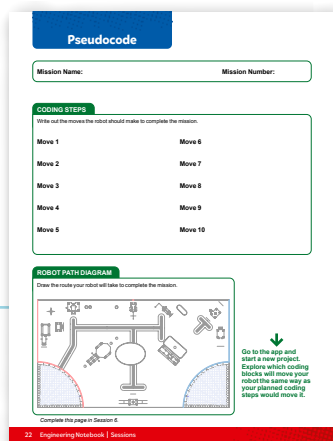 Pseudocode
Mission Name: Mission Number:
CODING STEPS
Write out the moves the robot should make to complete the mission.
Move 1 Move 6
Move 2 Move 7
Move 3 Move 8
Move 4 Move 9
Move 5 Move 10
ROBOT PATH DIAGRAM
Draw the route your robot will take to complete the mission.
Go to the app and
start a new project.
Explore which coding
blocks will move your
robot the same way as
your planned coding
steps would move it.
Complete this page in Session 6.
22 Engineering Notebook | Sessions